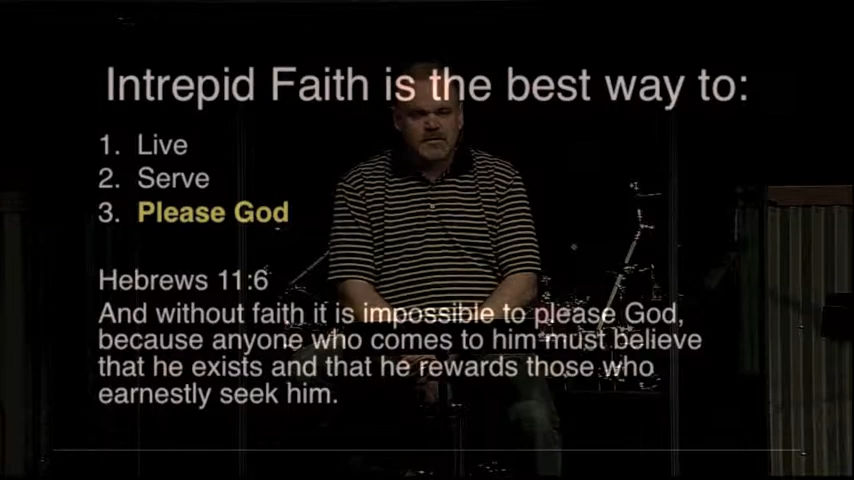 Intrepid Faith is the best way to:
1. Live
2. Serve
3. Please God
Hebrews 11:6
And without faith it is impossible to please God,
because anyone who comes to him must believe
that he exists and that he rewards those who
earnestly seek him.